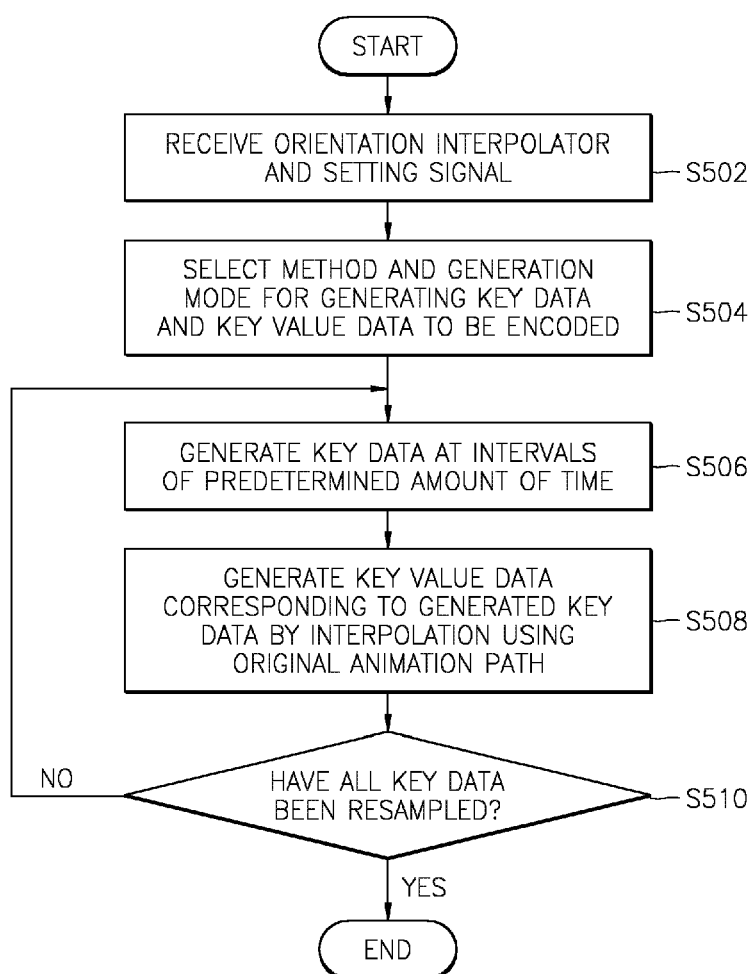 START
RECEIVE ORIENTATION INTERPOLATOR
AND SETTING SIGNAL
S502
SELECT METHOD AND GENERATION
MODE FOR GENERATING KEY DATA
AND KEY VALUE DATA TO BE ENCODED
S504
GENERATE KEY DATA AT INTERVALS
OF PREDETERMINED AMOUNT OF TIME
S506
GENERATE KEY VALUE DATA
CORRESPONDING TO GENERATED KEY
DATA BY INTERPOLATION USING
ORIGINAL ANIMATION PATH
S508
NO
HAVE ALL KEY DATA
BEEN RESAMPLED?
S510
YES
END